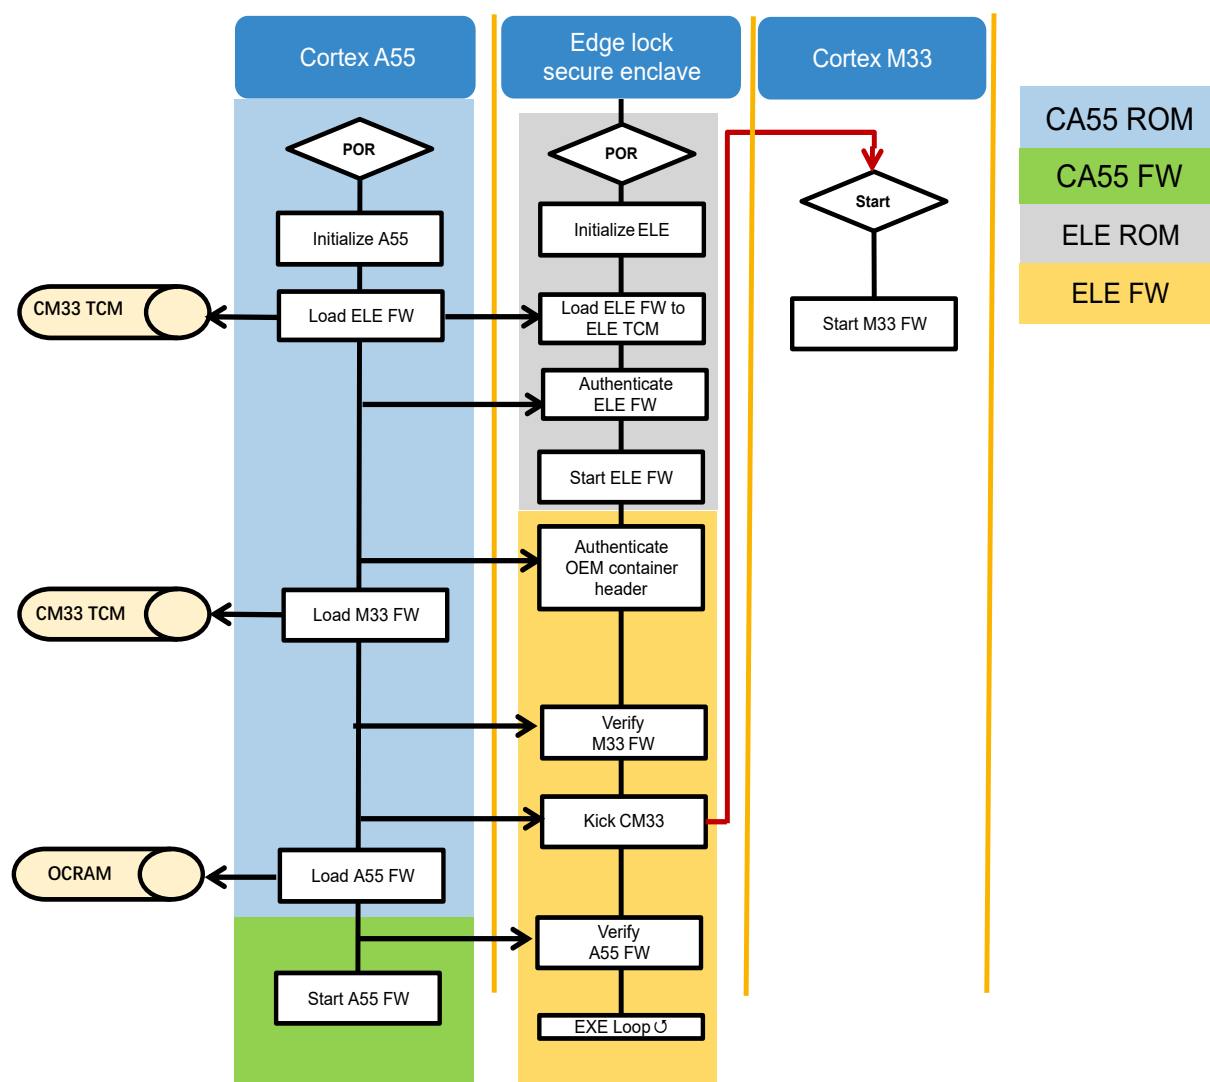 Cortex A55
Edge lock
secure enclave
Cortex M33
CA55 ROM
CA55 FW
ELE ROM
ELE FW
POR
Initialize A55
CM33 TCM
Load ELE FW
CM33 TCM
Load M33 FW
OCRAM
Load A55 FW
Start A55 FW
POR
Initialize ELE
Load ELE FW to
ELE TCM
Authenticate
ELE FW
Start ELE FW
Authenticate
OEM container
header
Verify
M33 FW
Kick CM33
Verify
A55 FW
EXE Loop↺
Start
Start M33 FW